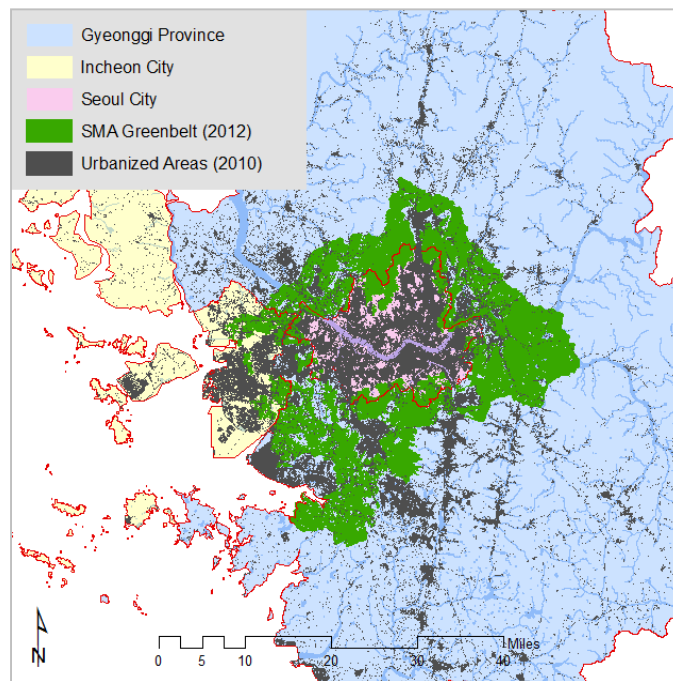 Gyeonggi Province
Incheon City
Seoul City
SMA Greenbelt (2012)
Urbanized Areas (2010)
N
Miles
0 5 10 20 30 40